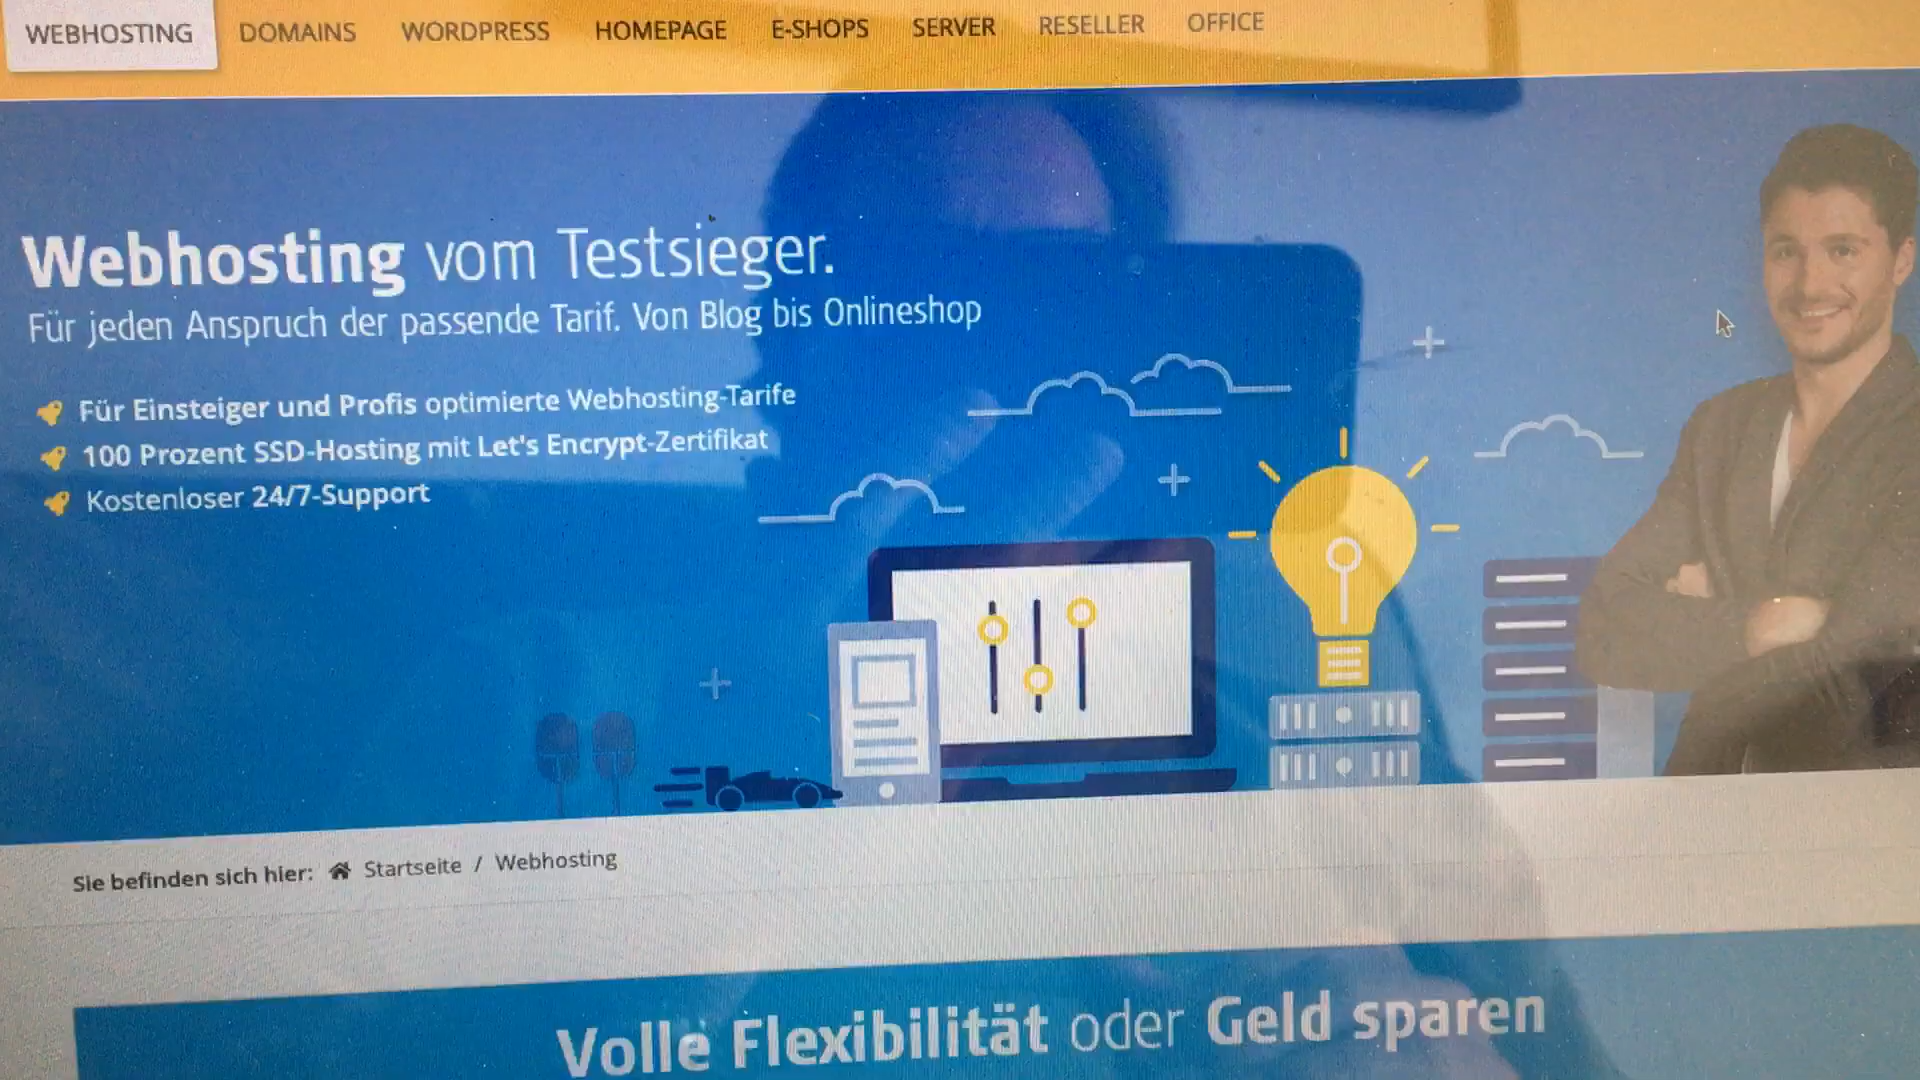 WEBHOSTING DOMAINS WORDPRESS HOMEPAGE E-SHOPS SERVER RESELLER OFFICE
Webhosting vom Testsieger.
Für jeden Anspruch der passende Tarif. Von Blog bis Onlineshop
Für Einsteiger und Profis optimierte Webhosting-Tarife
100 Prozent SSD-Hosting mit Let's Encrypt-Zertifikat
Kostenloser 24/7-Support
Sie befinden sich hier: Startseite / Webhosting
Volle Flexibilität oder Geld sparen